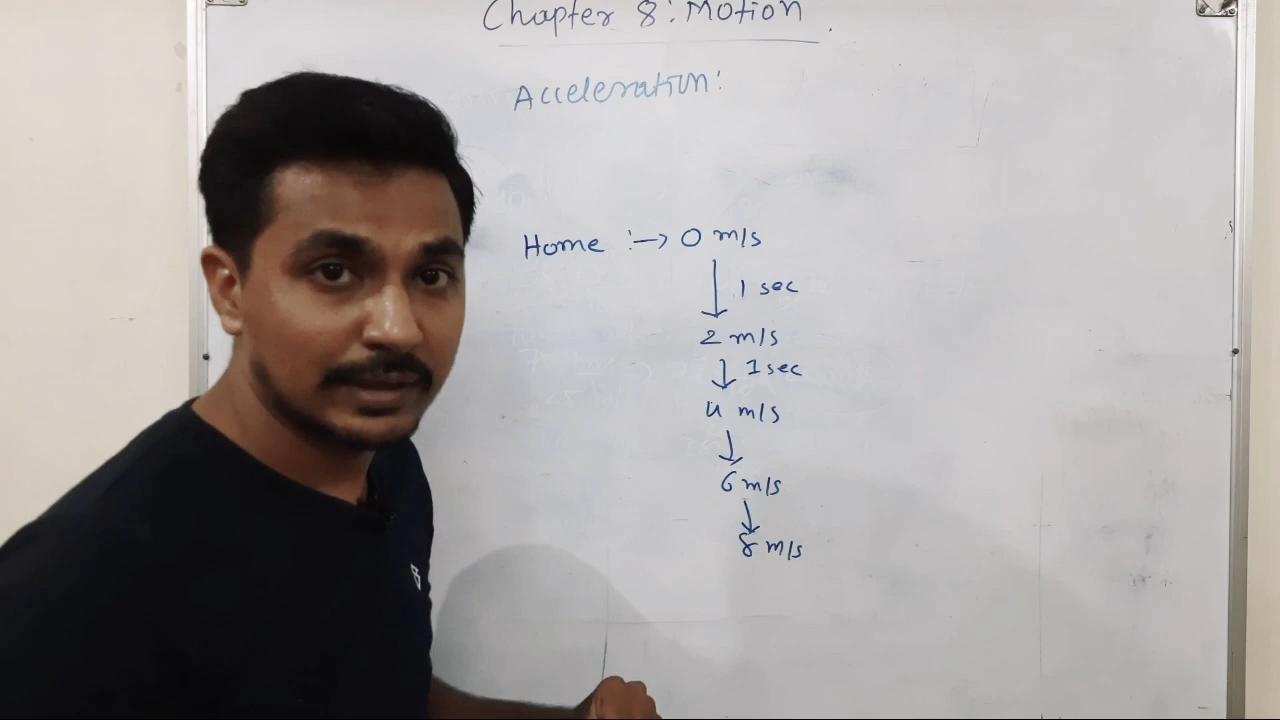 Chapter 8: Motion
Acceleration:
Home :→ 0 m/s
↓ 1 sec
2 m/s
↓ 1 sec
4 m/s
↓
6 m/s
↓
8 m/s